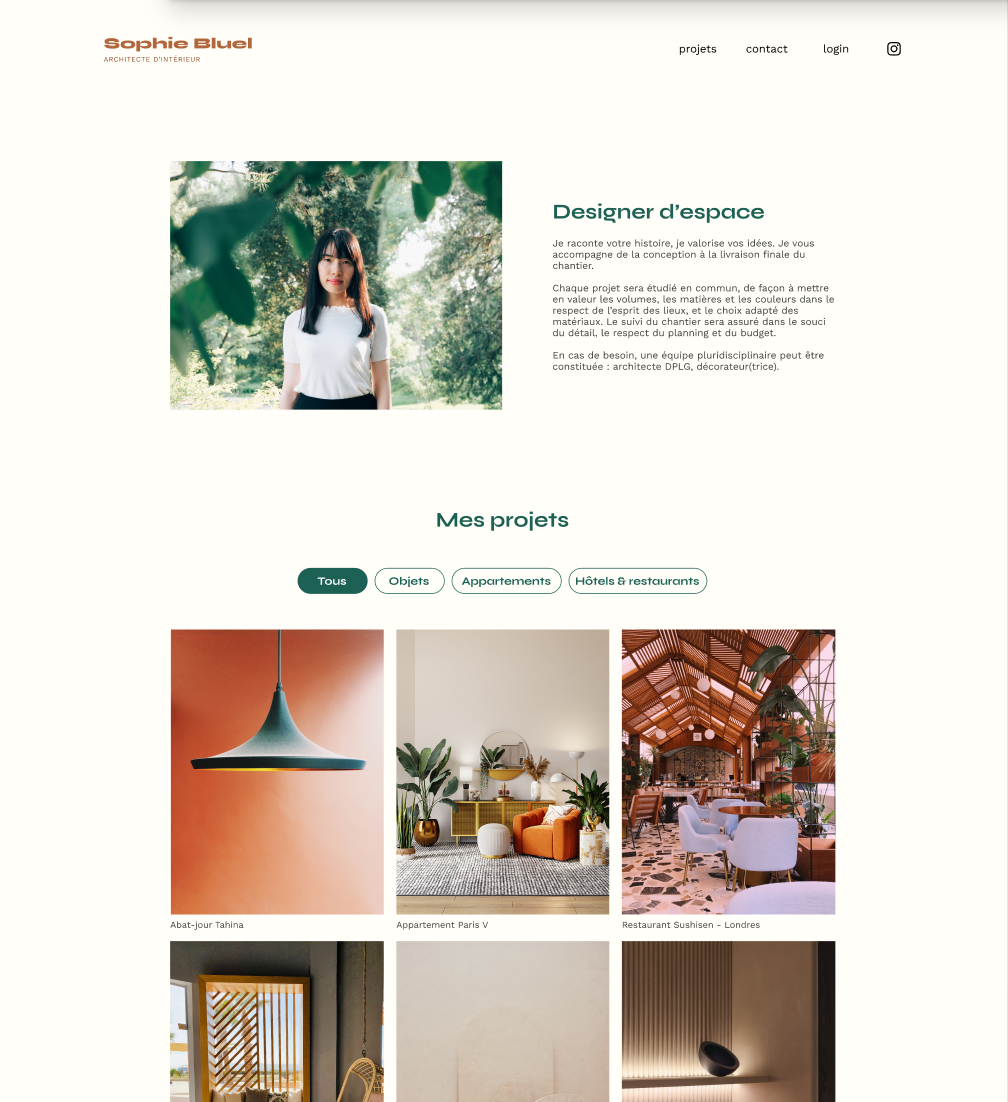 Sophie Bluel
ARCHITECTE D'INTÉRIEUR
projets
contact
login
Designer d’espace
Je raconte votre histoire, je valorise vos idées. Je vous
accompagne de la conception à la livraison finale du
chantier.
Chaque projet sera étudié en commun, de façon à mettre
en valeur les volumes, les matières et les couleurs dans le
respect de l’esprit des lieux, et le choix adapté des
matériaux. Le suivi du chantier sera assuré dans le souci
du détail, le respect du planning et du budget.
En cas de besoin, une équipe pluridisciplinaire peut être
constituée : architecte DPLG, décorateur(trice).
Mes projets
Tous
Objets
Appartements
Hôtels & restaurants
Abat-jour Tahina
Appartement Paris V
Restaurant Sushisen - Londres